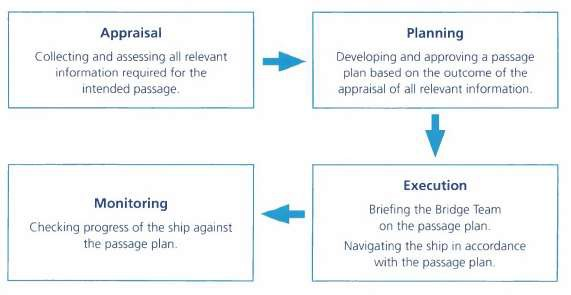 Appraisal
Collecting and assessing all relevant
information required for the
intended passage.
Planning
Developing and approving a passage
plan based on the outcome of the
appraisal of all relevant information.
Execution
Briefing the Bridge Team
on the passage plan.
Navigating the ship in accordance
with the passage plan.
Monitoring
Checking progress of the ship against
the passage plan.